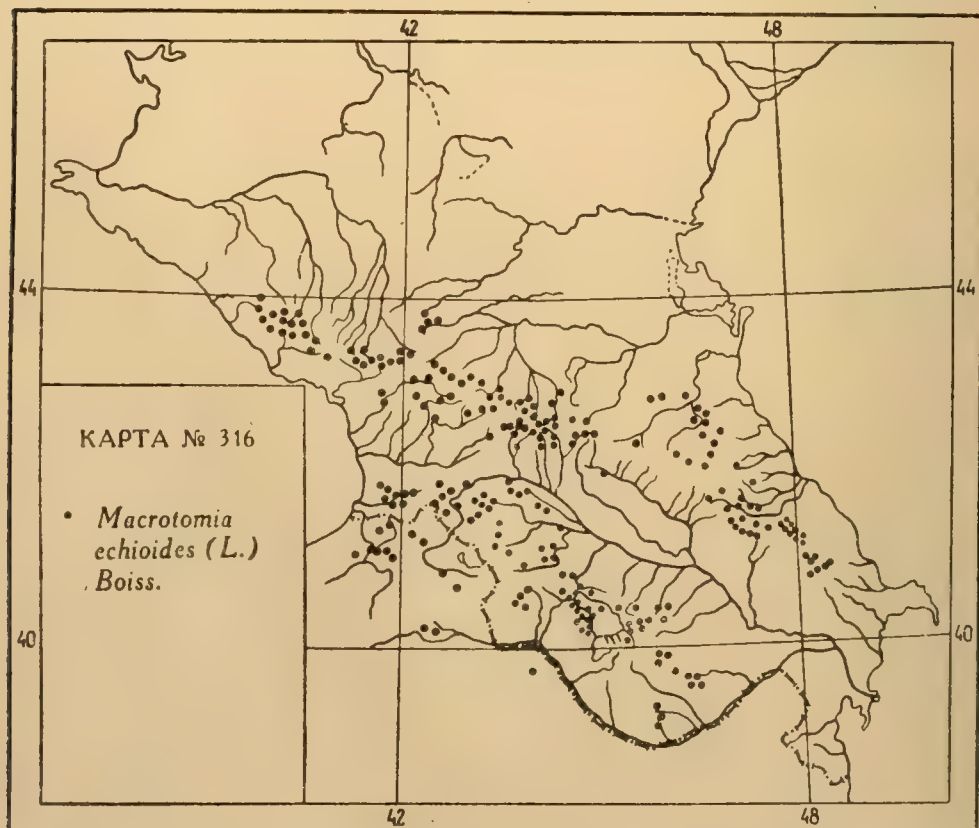 42 48
44 44
КАРТА № 316
• Macrotomia
echioides (L.)
Boiss.
40 40
42 48